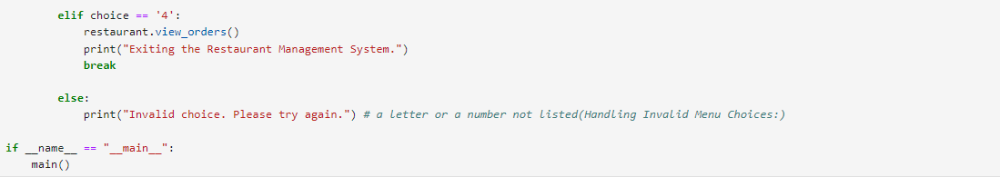 elif choice == '4':
restaurant.view_orders()
print("Exiting the Restaurant Management System.")
break
else:
print("Invalid choice. Please try again.") # a letter or a number not listed(Handling Invalid Menu Choices:)
if __name__ == "__main__":
main()